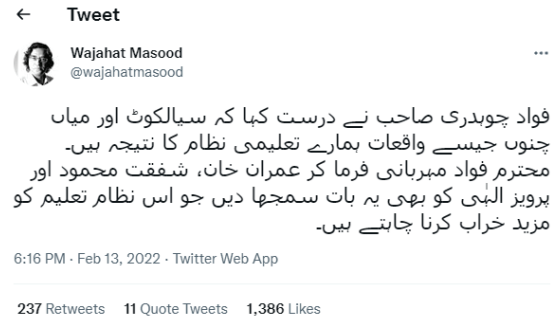 Tweet
Wajahat Masood
@wajahatmasood
فواد چوہدری صاحب نے درست کہا کہ سیالکوٹ اور میاں
چنوں جیسے واقعات ہمارے تعلیمی نظام کا نتیجہ ہیں۔
محترم فواد مہربانی فرما کر عمران خان، شفقت محمود اور
پرویز الہٰی کو بھی یہ بات سمجھا دیں جو اس نظام تعلیم کو
مزید خراب کرنا چاہتے ہیں۔
6:16 PM · Feb 13, 2022 · Twitter Web App
237 Retweets 11 Quote Tweets 1,386 Likes